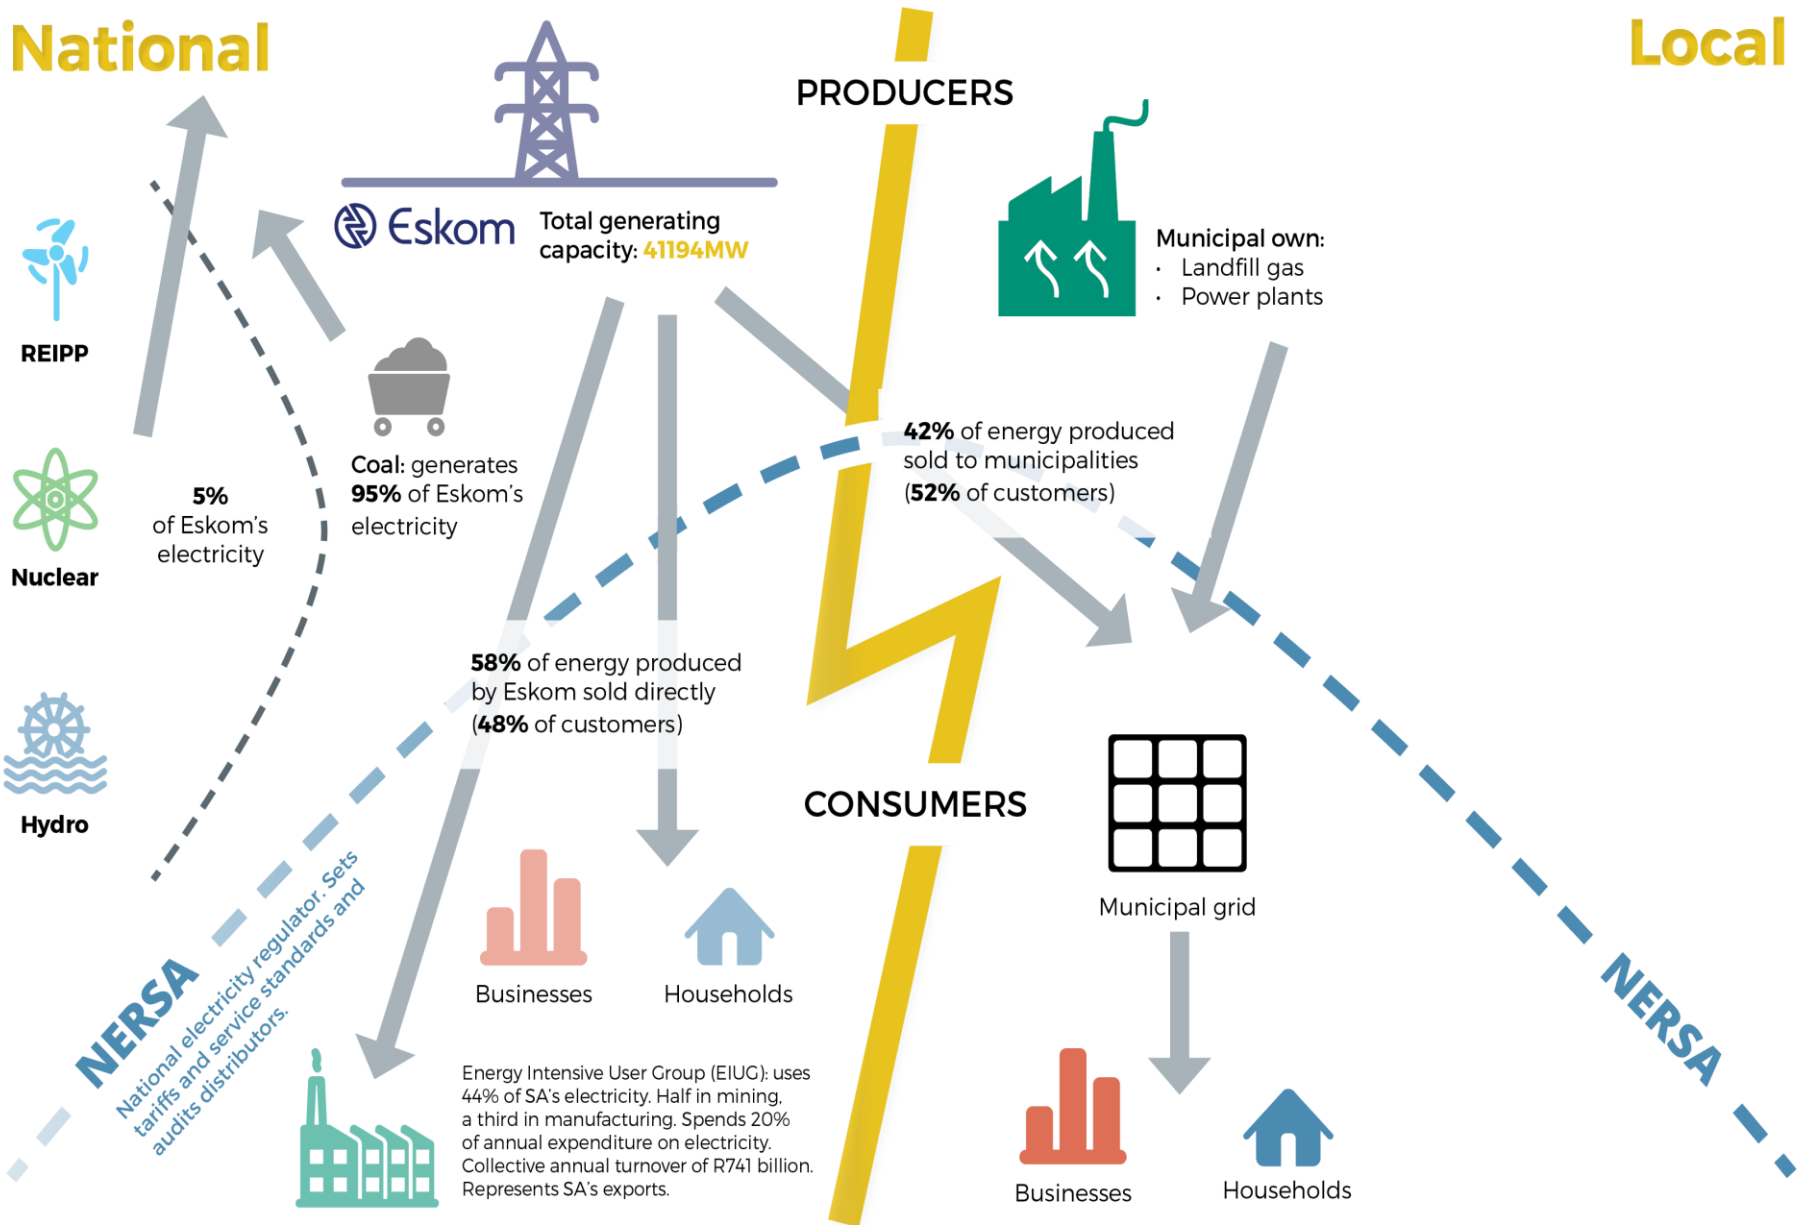 National
Local
PRODUCERS
Eskom
Total generating
capacity: 41194MW
Municipal own:
· Landfill gas
· Power plants
REIPP
Nuclear
Hydro
5%
of Eskom's
electricity
Coal: generates
95% of Eskom's
electricity
42% of energy produced
sold to municipalities
(52% of customers)
58% of energy produced
by Eskom sold directly
(48% of customers)
CONSUMERS
Municipal grid
Businesses
Households
NERSA
National electricity regulator. Sets
tariffs and service standards and
audits distributors.
NERSA
Energy Intensive User Group (EIUG): uses
44% of SA's electricity. Half in mining,
a third in manufacturing. Spends 20%
of annual expenditure on electricity.
Collective annual turnover of R741 billion.
Represents SA's exports.
Businesses
Households